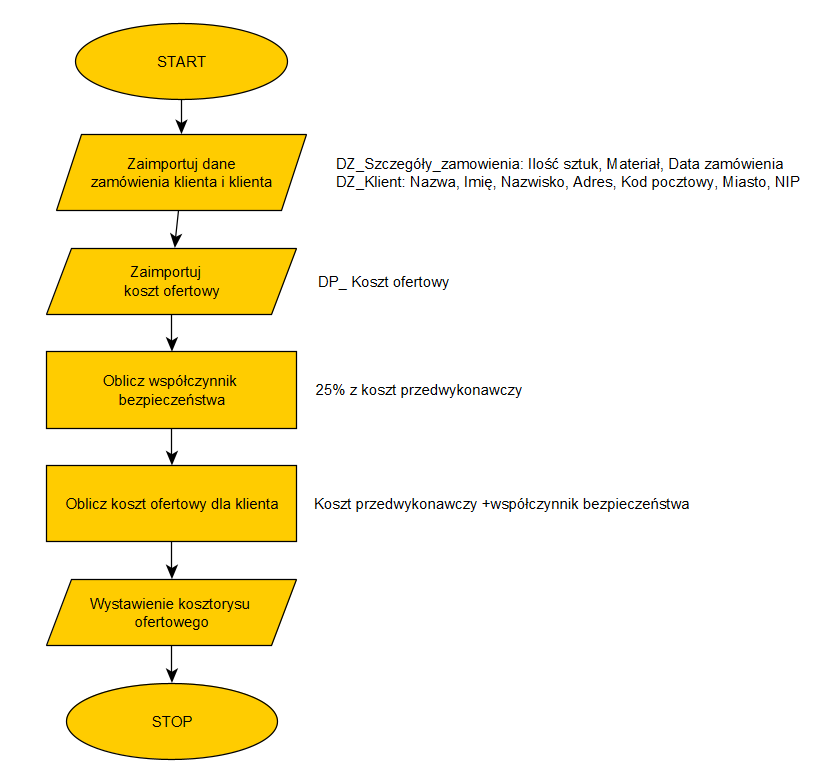 START
Zaimportuj dane
zamówienia klienta i klienta
DZ_Szczegóły_zamowienia: Ilość sztuk, Materiał, Data zamówienia
DZ_Klient: Nazwa, Imię, Nazwisko, Adres, Kod pocztowy, Miasto, NIP
Zaimportuj
koszt ofertowy
DP_ Koszt ofertowy
Oblicz współczynnik
bezpieczeństwa
25% z koszt przedwykonawczy
Oblicz koszt ofertowy dla klienta
Koszt przedwykonawczy +współczynnik bezpieczeństwa
Wystawienie kosztorysu
ofertowego
STOP